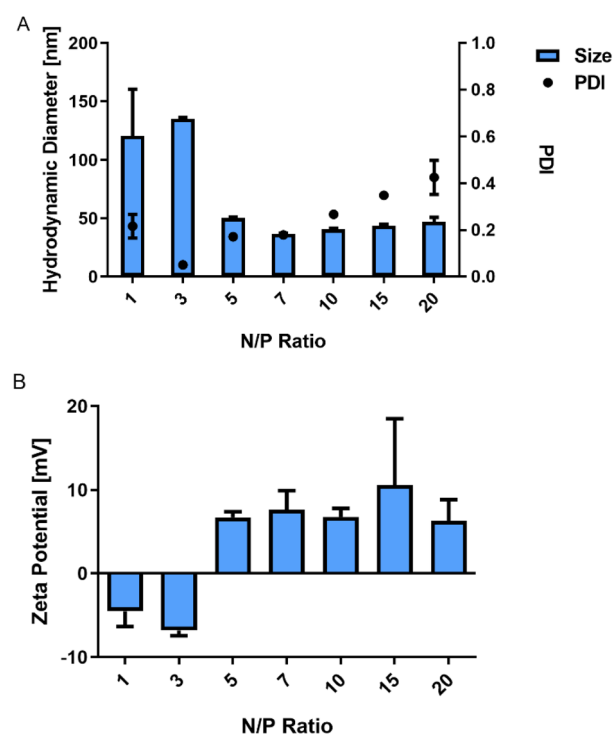 A
200
150
100
50
0
Hydrodynamic Diameter [nm]
1.0
0.8
0.6
0.4
0.2
0.0
PDI
Size
PDI
1 3 5 7 10 15 20
N/P Ratio
B
20
10
0
-10
Zeta Potential [mV]
1 3 5 7 10 15 20
N/P Ratio